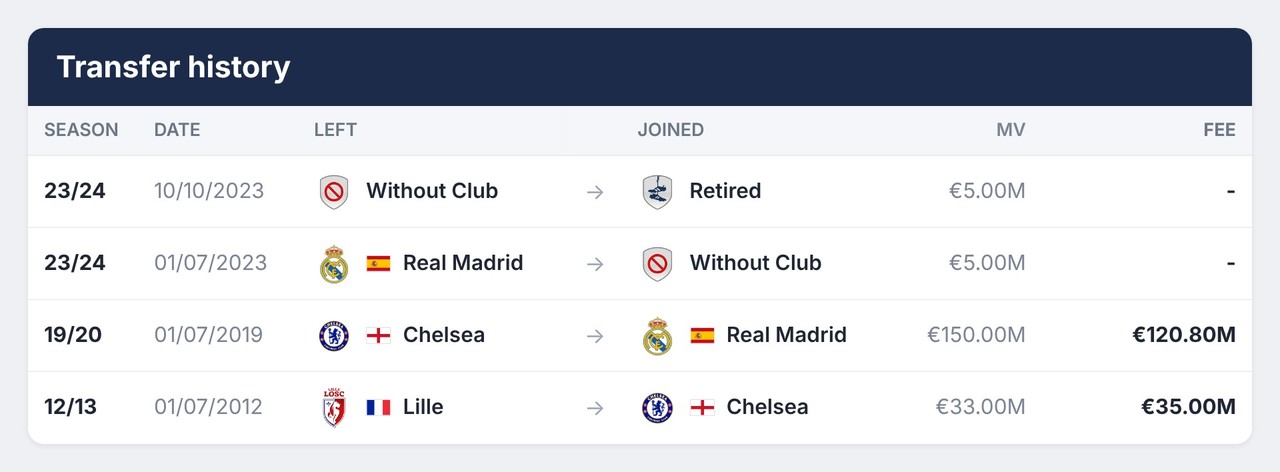 Transfer history
SEASON DATE LEFT JOINED MV FEE
23/24 10/10/2023 Without Club → Retired €5.00M -
23/24 01/07/2023 Real Madrid → Without Club €5.00M -
19/20 01/07/2019 Chelsea → Real Madrid €150.00M €120.80M
12/13 01/07/2012 LOSC Lille → Chelsea €33.00M €35.00M